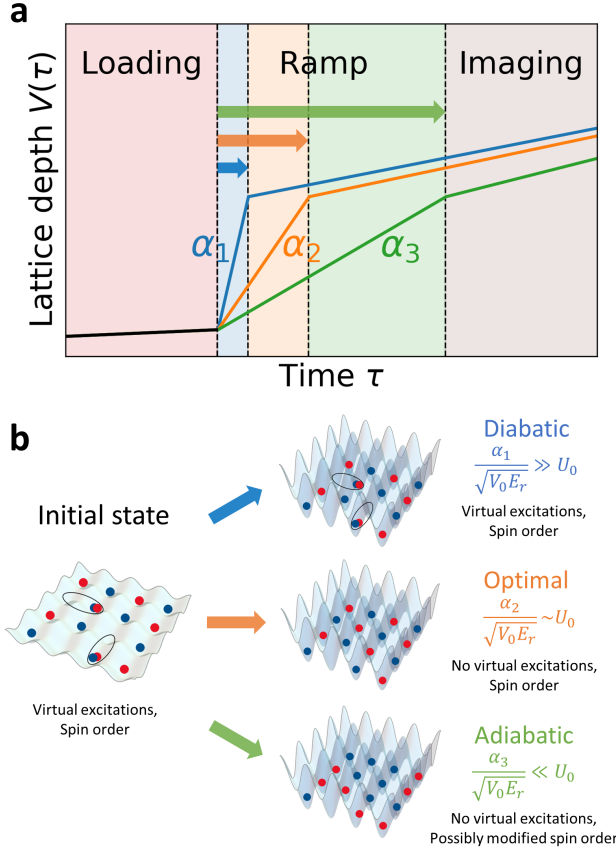 a
Loading Ramp Imaging
Lattice depth V(τ)
α₁ α₂ α₃
Time τ
b
Diabatic
α₁/√(V₀Eᵣ) ≫ U₀
Virtual excitations,
Spin order
Initial state
Virtual excitations,
Spin order
Optimal
α₂/√(V₀Eᵣ) ~ U₀
No virtual excitations,
Spin order
Adiabatic
α₃/√(V₀Eᵣ) ≪ U₀
No virtual excitations,
Possibly modified spin order